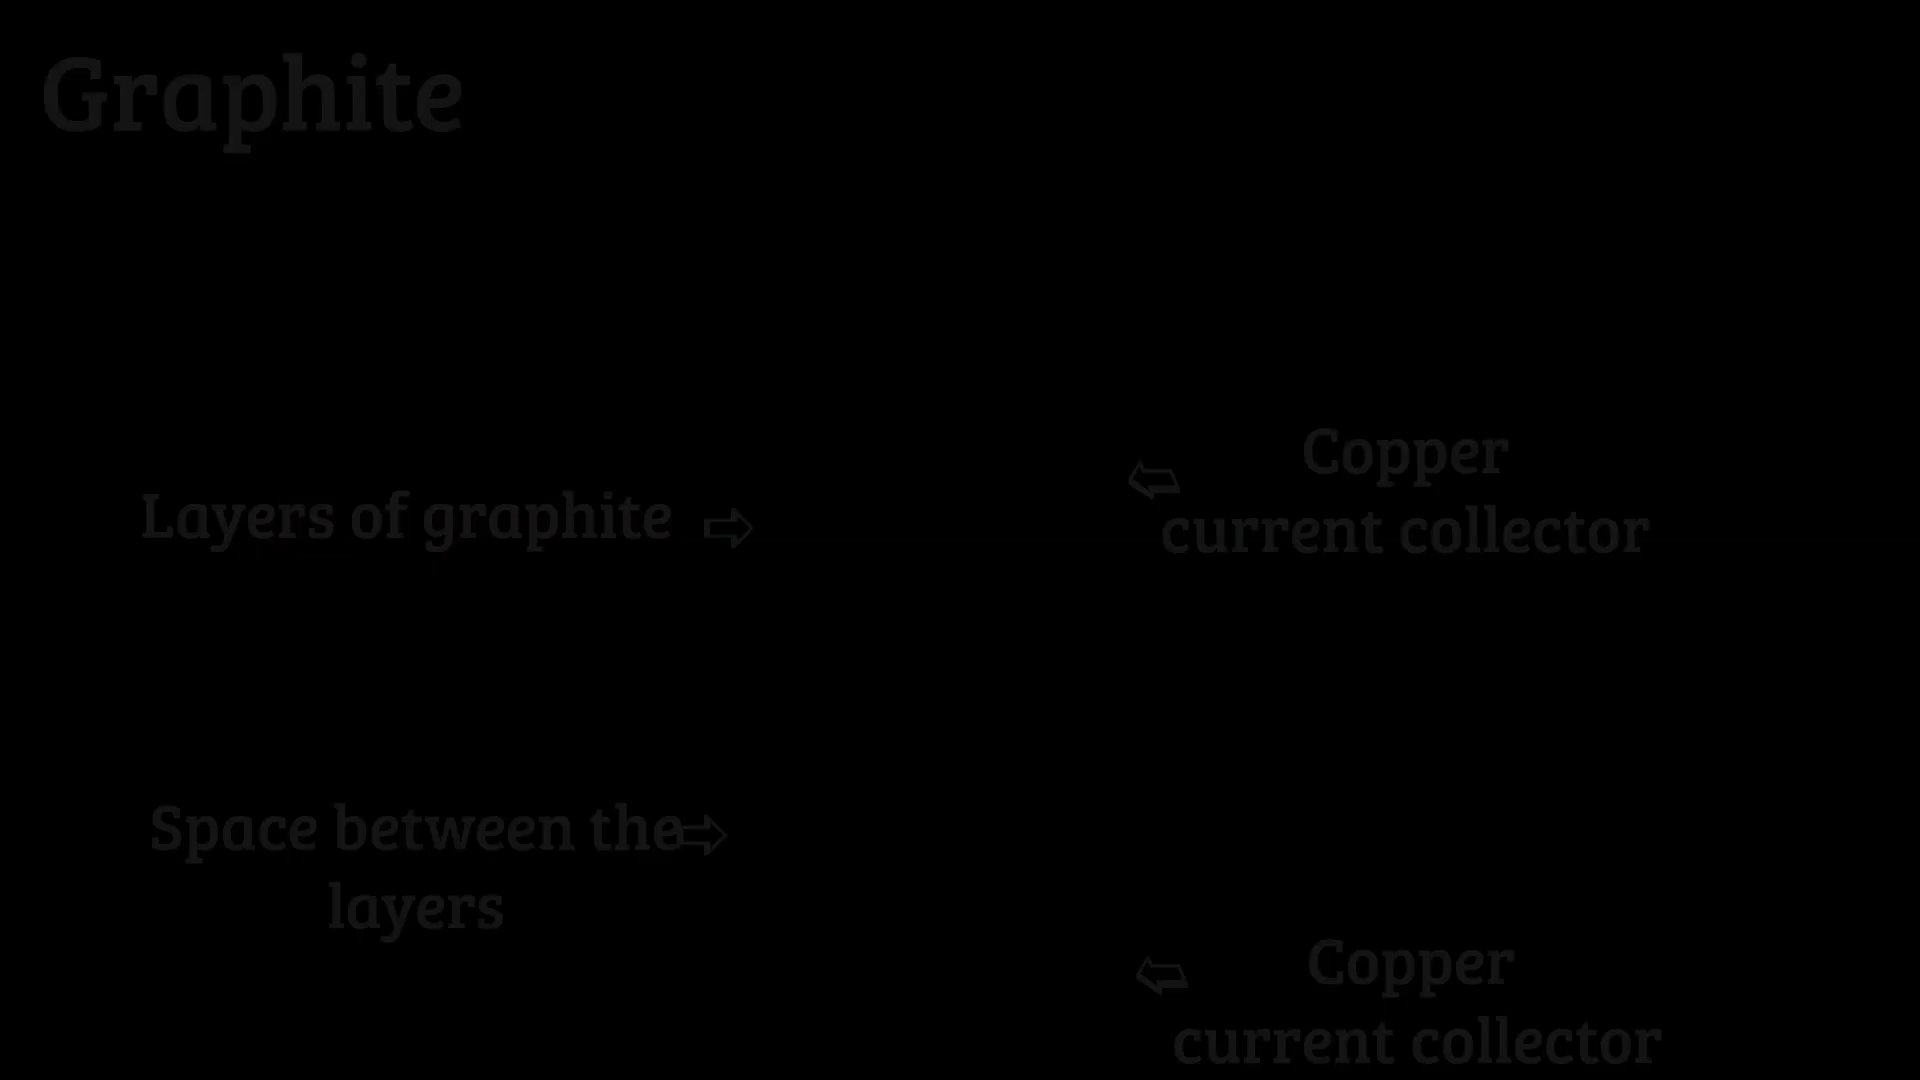 Graphite
Layers of graphite
Copper
current collector
Space between the
layers
Copper
current collector